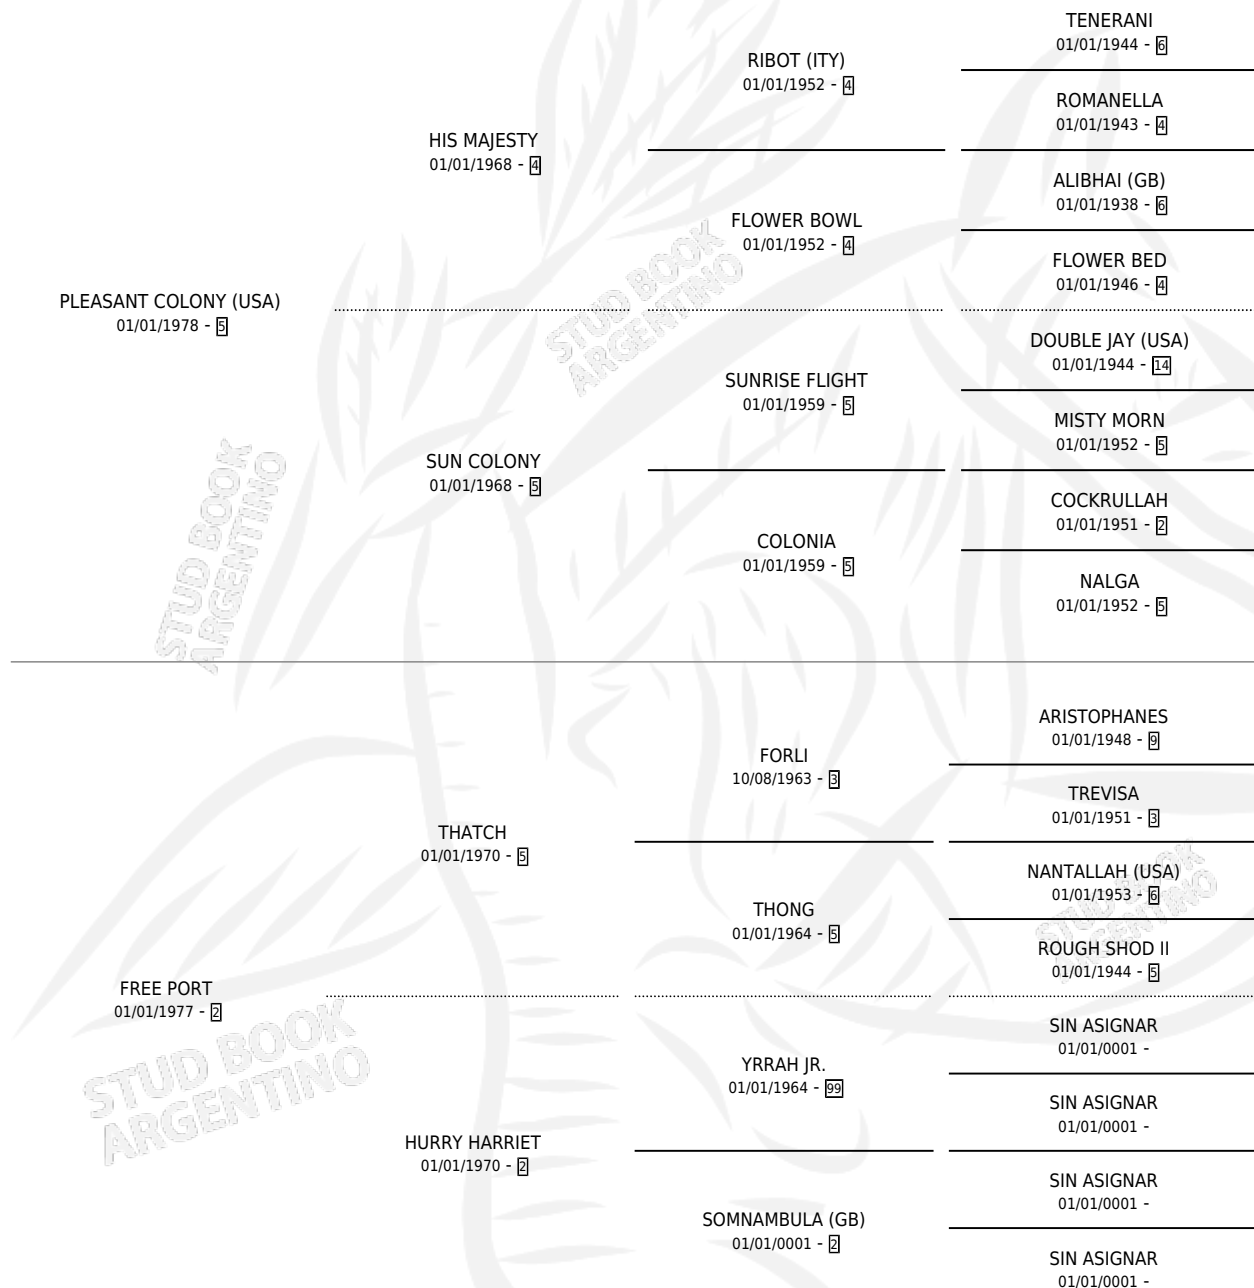 TENERANI
01/01/1944 - 6
RIBOT (ITY)
01/01/1952 - 4
ROMANELLA
01/01/1943 - 4
HIS MAJESTY
01/01/1968 - 4
ALIBHAI (GB)
01/01/1938 - 6
FLOWER BOWL
01/01/1952 - 4
FLOWER BED
01/01/1946 - 4
PLEASANT COLONY (USA)
01/01/1978 - 5
STUD BOOK
ARGENTINO
DOUBLE JAY (USA)
01/01/1944 - 14
SUNRISE FLIGHT
01/01/1959 - 5
MISTY MORN
01/01/1952 - 5
SUN COLONY
01/01/1968 - 5
COCKRULLAH
01/01/1951 - 2
COLONIA
01/01/1959 - 5
NALGA
01/01/1952 - 5
STUD BOOK
ARGENTINO
ARISTOPHANES
01/01/1948 - 9
FORLI
10/08/1963 - 3
TREVISA
01/01/1951 - 3
THATCH
01/01/1970 - 5
NANTALLAH (USA)
01/01/1953 - 6
THONG
01/01/1964 - 5
STUD BOOK
ARGENTINO
ROUGH SHOD II
01/01/1944 - 5
FREE PORT
01/01/1977 - 2
STUD BOOK
ARGENTINO
SIN ASIGNAR
01/01/0001 -
YRRAH JR.
01/01/1964 - 99
SIN ASIGNAR
01/01/0001 -
HURRY HARRIET
01/01/1970 - 2
SIN ASIGNAR
01/01/0001 -
SOMNAMBULA (GB)
01/01/0001 - 2
SIN ASIGNAR
01/01/0001 -